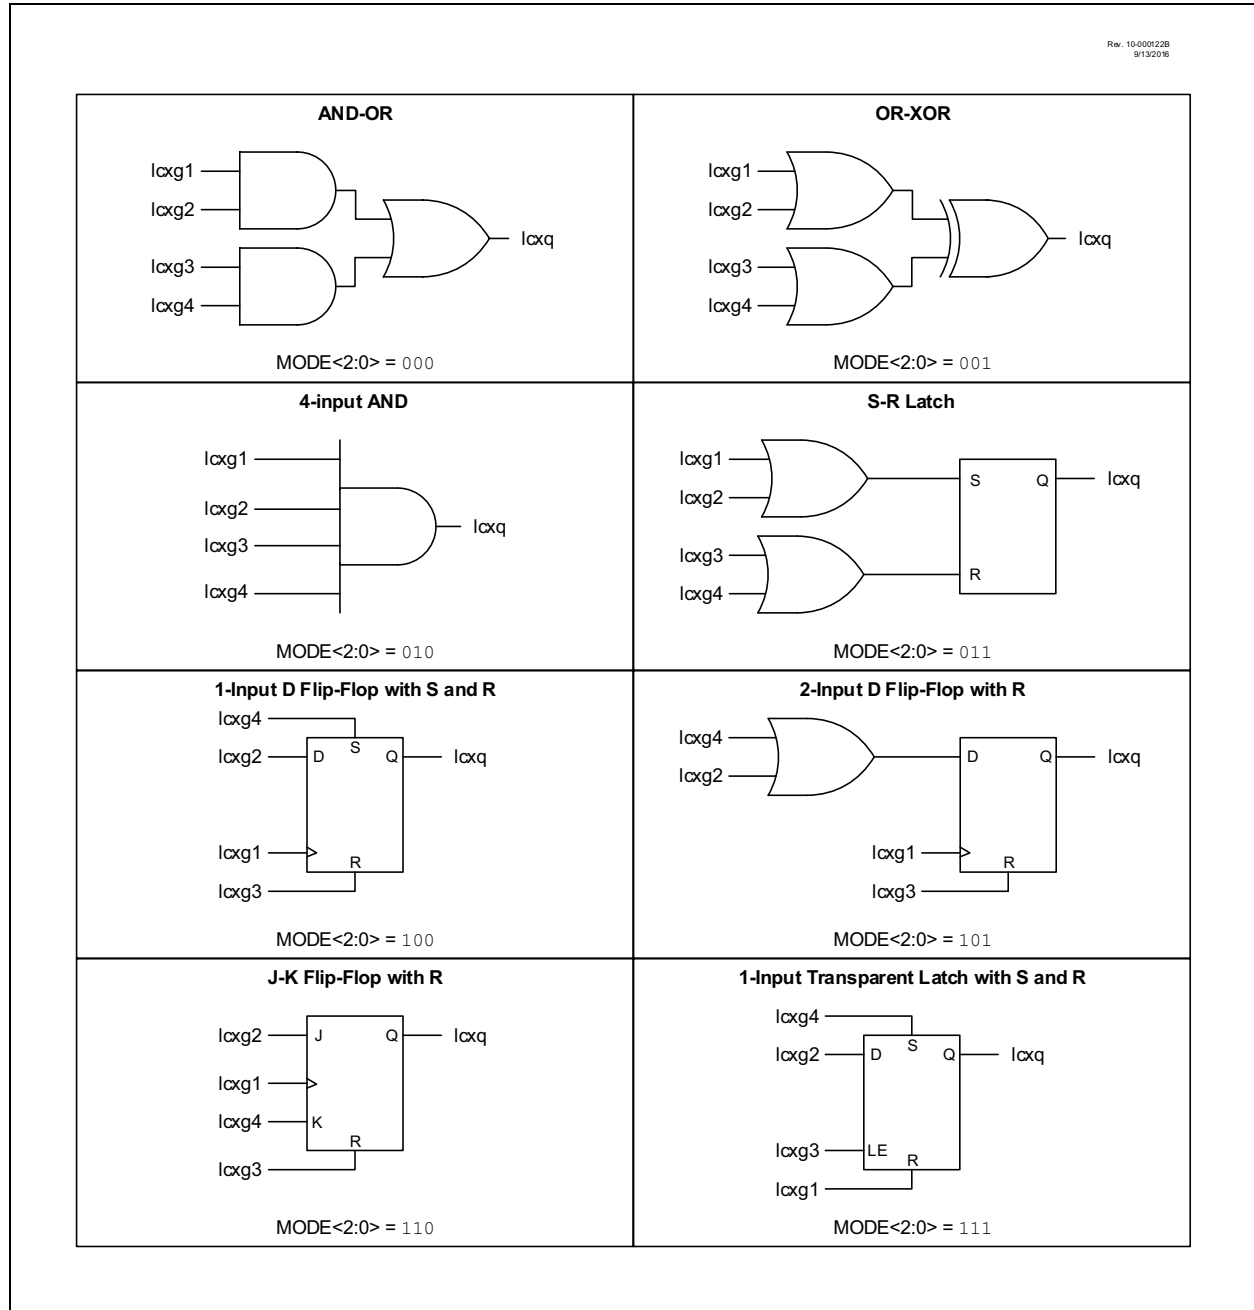 Rev. 10-000122B
9/13/2016
AND-OR
lcxg1
lcxg2
lcxg3
lcxg4
lcxq
MODE<2:0> = 000
OR-XOR
lcxg1
lcxg2
lcxg3
lcxg4
lcxq
MODE<2:0> = 001
4-input AND
lcxg1
lcxg2
lcxg3
lcxg4
lcxq
MODE<2:0> = 010
S-R Latch
lcxg1
lcxg2
lcxg3
lcxg4
S
Q
lcxq
R
MODE<2:0> = 011
1-Input D Flip-Flop with S and R
lcxg4
S
lcxg2
D
Q
lcxq
lcxg1
R
lcxg3
MODE<2:0> = 100
2-Input D Flip-Flop with R
lcxg4
lcxg2
D
Q
lcxq
lcxg1
R
lcxg3
MODE<2:0> = 101
J-K Flip-Flop with R
lcxg2
J
Q
lcxq
lcxg1
lcxg4
K
R
lcxg3
MODE<2:0> = 110
1-Input Transparent Latch with S and R
lcxg4
S
lcxg2
D
Q
lcxq
lcxg3
LE
R
lcxg1
MODE<2:0> = 111